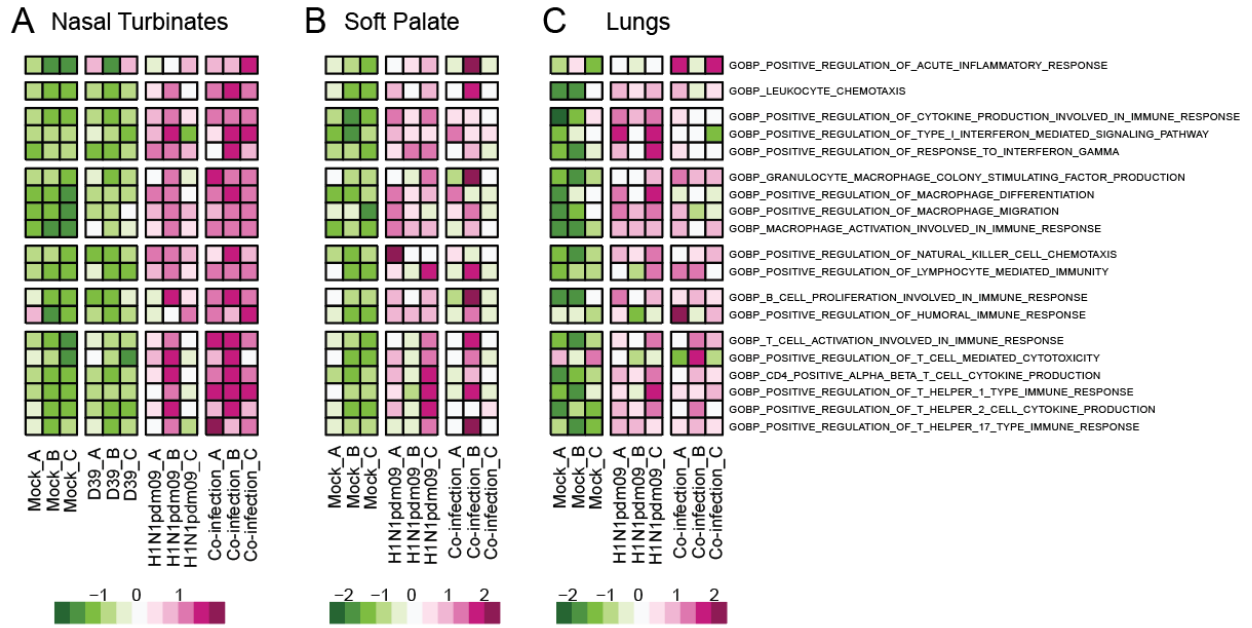 A Nasal Turbinates
B Soft Palate
C Lungs
GOBP_POSITIVE_REGULATION_OF_ACUTE_INFLAMMATORY_RESPONSE
GOBP_LEUKOCYTE_CHEMOTAXIS
GOBP_POSITIVE_REGULATION_OF_CYTOKINE_PRODUCTION_INVOLVED_IN_IMMUNE_RESPONSE
GOBP_POSITIVE_REGULATION_OF_TYPE_I_INTERFERON_MEDIATED_SIGNALING_PATHWAY
GOBP_POSITIVE_REGULATION_OF_RESPONSE_TO_INTERFERON_GAMMA
GOBP_GRANULOCYTE_MACROPHAGE_COLONY_STIMULATING_FACTOR_PRODUCTION
GOBP_POSITIVE_REGULATION_OF_MACROPHAGE_DIFFERENTIATION
GOBP_POSITIVE_REGULATION_OF_MACROPHAGE_MIGRATION
GOBP_MACROPHAGE_ACTIVATION_INVOLVED_IN_IMMUNE_RESPONSE
GOBP_POSITIVE_REGULATION_OF_NATURAL_KILLER_CELL_CHEMOTAXIS
GOBP_POSITIVE_REGULATION_OF_LYMPHOCYTE_MEDIATED_IMMUNITY
GOBP_B_CELL_PROLIFERATION_INVOLVED_IN_IMMUNE_RESPONSE
GOBP_POSITIVE_REGULATION_OF_HUMORAL_IMMUNE_RESPONSE
GOBP_T_CELL_ACTIVATION_INVOLVED_IN_IMMUNE_RESPONSE
GOBP_POSITIVE_REGULATION_OF_T_CELL_MEDIATED_CYTOTOXICITY
GOBP_CD4_POSITIVE_ALPHA_BETA_T_CELL_CYTOKINE_PRODUCTION
GOBP_POSITIVE_REGULATION_OF_T_HELPER_1_TYPE_IMMUNE_RESPONSE
GOBP_POSITIVE_REGULATION_OF_T_HELPER_2_CELL_CYTOKINE_PRODUCTION
GOBP_POSITIVE_REGULATION_OF_T_HELPER_17_TYPE_IMMUNE_RESPONSE
Mock_A
Mock_B
Mock_C
D39_A
D39_B
D39_C
H1N1pdm09_A
H1N1pdm09_B
H1N1pdm09_C
Co-infection_A
Co-infection_B
Co-infection_C
Mock_A
Mock_B
Mock_C
H1N1pdm09_A
H1N1pdm09_B
H1N1pdm09_C
Co-infection_A
Co-infection_B
Co-infection_C
Mock_A
Mock_B
Mock_C
H1N1pdm09_A
H1N1pdm09_B
H1N1pdm09_C
Co-infection_A
Co-infection_B
Co-infection_C
−1 0 1
−2 −1 0 1 2
−2 −1 0 1 2